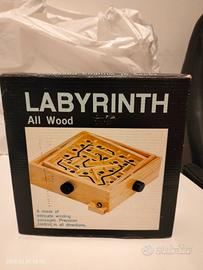 LABYRINTH
All Wood
A maze of
intricate winding
passages. Precision
control in all directions.
subito